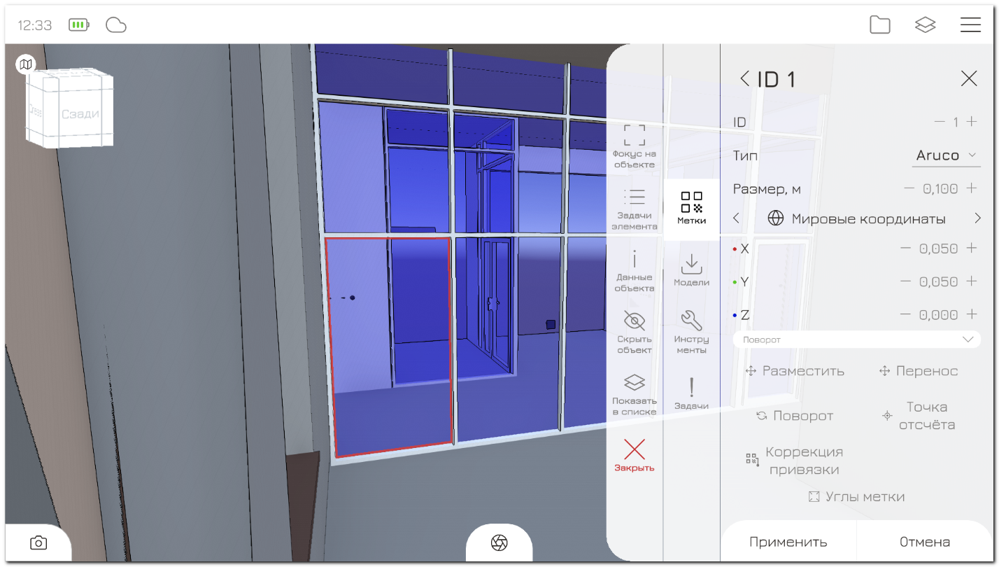 12:33
Сзади
Фокус на
объекте
Задачи
элемента
Данные
объекта
Скрыть
объект
Показать
в списке
Закрыть
Метки
Модели
Инстру
менты
Задачи
ID 1
ID
1
Тип
Aruco
Размер, м
0,100
Мировые координаты
X
0,050
Y
0,050
Z
0,000
Поворот
Разместить
Перенос
Поворот
Точка
отсчёта
Коррекция
привязки
Углы метки
Применить
Отмена